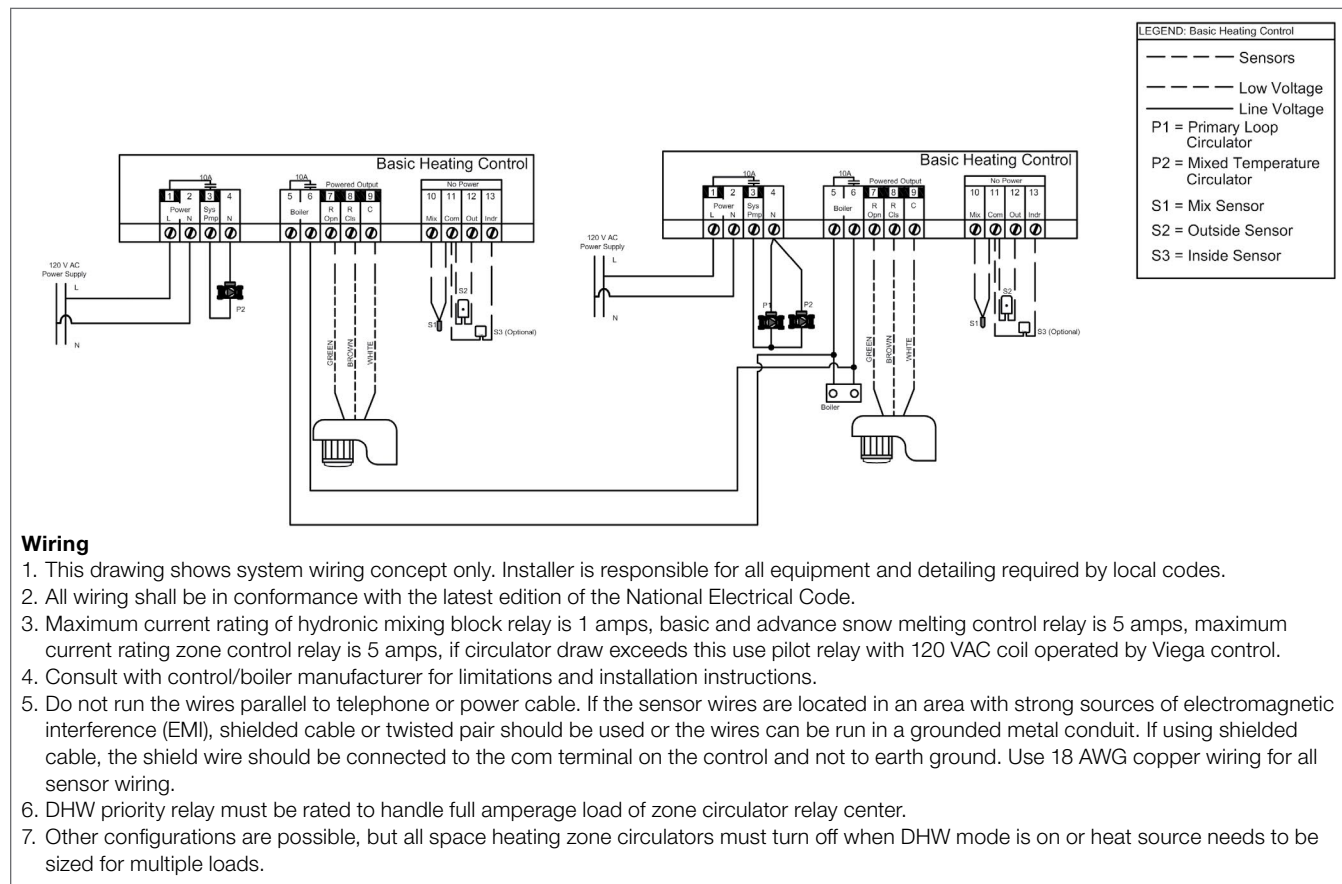 LEGEND: Basic Heating Control
Sensors
Low Voltage
Line Voltage
P1 = Primary Loop
Circulator
P2 = Mixed Temperature
Circulator
S1 = Mix Sensor
S2 = Outside Sensor
S3 = Inside Sensor
Basic Heating Control
10A
1 2 3 4
Power
L N
Sys
Pmp
N
10A
5 6 7 8 9
Powered Output
Boiler
R
Opn
R
Cls
C
No Power
10 11 12 13
Mix Com Out Indr
120 V AC
Power Supply
L
N
P2
GREEN
BROWN
WHITE
S1
S2
S3 (Optional)
Basic Heating Control
10A
1 2 3 4
Power
L N
Sys
Pmp
N
10A
5 6 7 8 9
Powered Output
Boiler
R
Opn
R
Cls
C
No Power
10 11 12 13
Mix Com Out Indr
120 V AC
Power Supply
L
N
P1
P2
Boiler
GREEN
BROWN
WHITE
S1
S2
S3 (Optional)
Wiring
1. This drawing shows system wiring concept only. Installer is responsible for all equipment and detailing required by local codes.
2. All wiring shall be in conformance with the latest edition of the National Electrical Code.
3. Maximum current rating of hydronic mixing block relay is 1 amps, basic and advance snow melting control relay is 5 amps, maximum
current rating zone control relay is 5 amps, if circulator draw exceeds this use pilot relay with 120 VAC coil operated by Viega control.
4. Consult with control/boiler manufacturer for limitations and installation instructions.
5. Do not run the wires parallel to telephone or power cable. If the sensor wires are located in an area with strong sources of electromagnetic
interference (EMI), shielded cable or twisted pair should be used or the wires can be run in a grounded metal conduit. If using shielded
cable, the shield wire should be connected to the com terminal on the control and not to earth ground. Use 18 AWG copper wiring for all
sensor wiring.
6. DHW priority relay must be rated to handle full amperage load of zone circulator relay center.
7. Other configurations are possible, but all space heating zone circulators must turn off when DHW mode is on or heat source needs to be
sized for multiple loads.